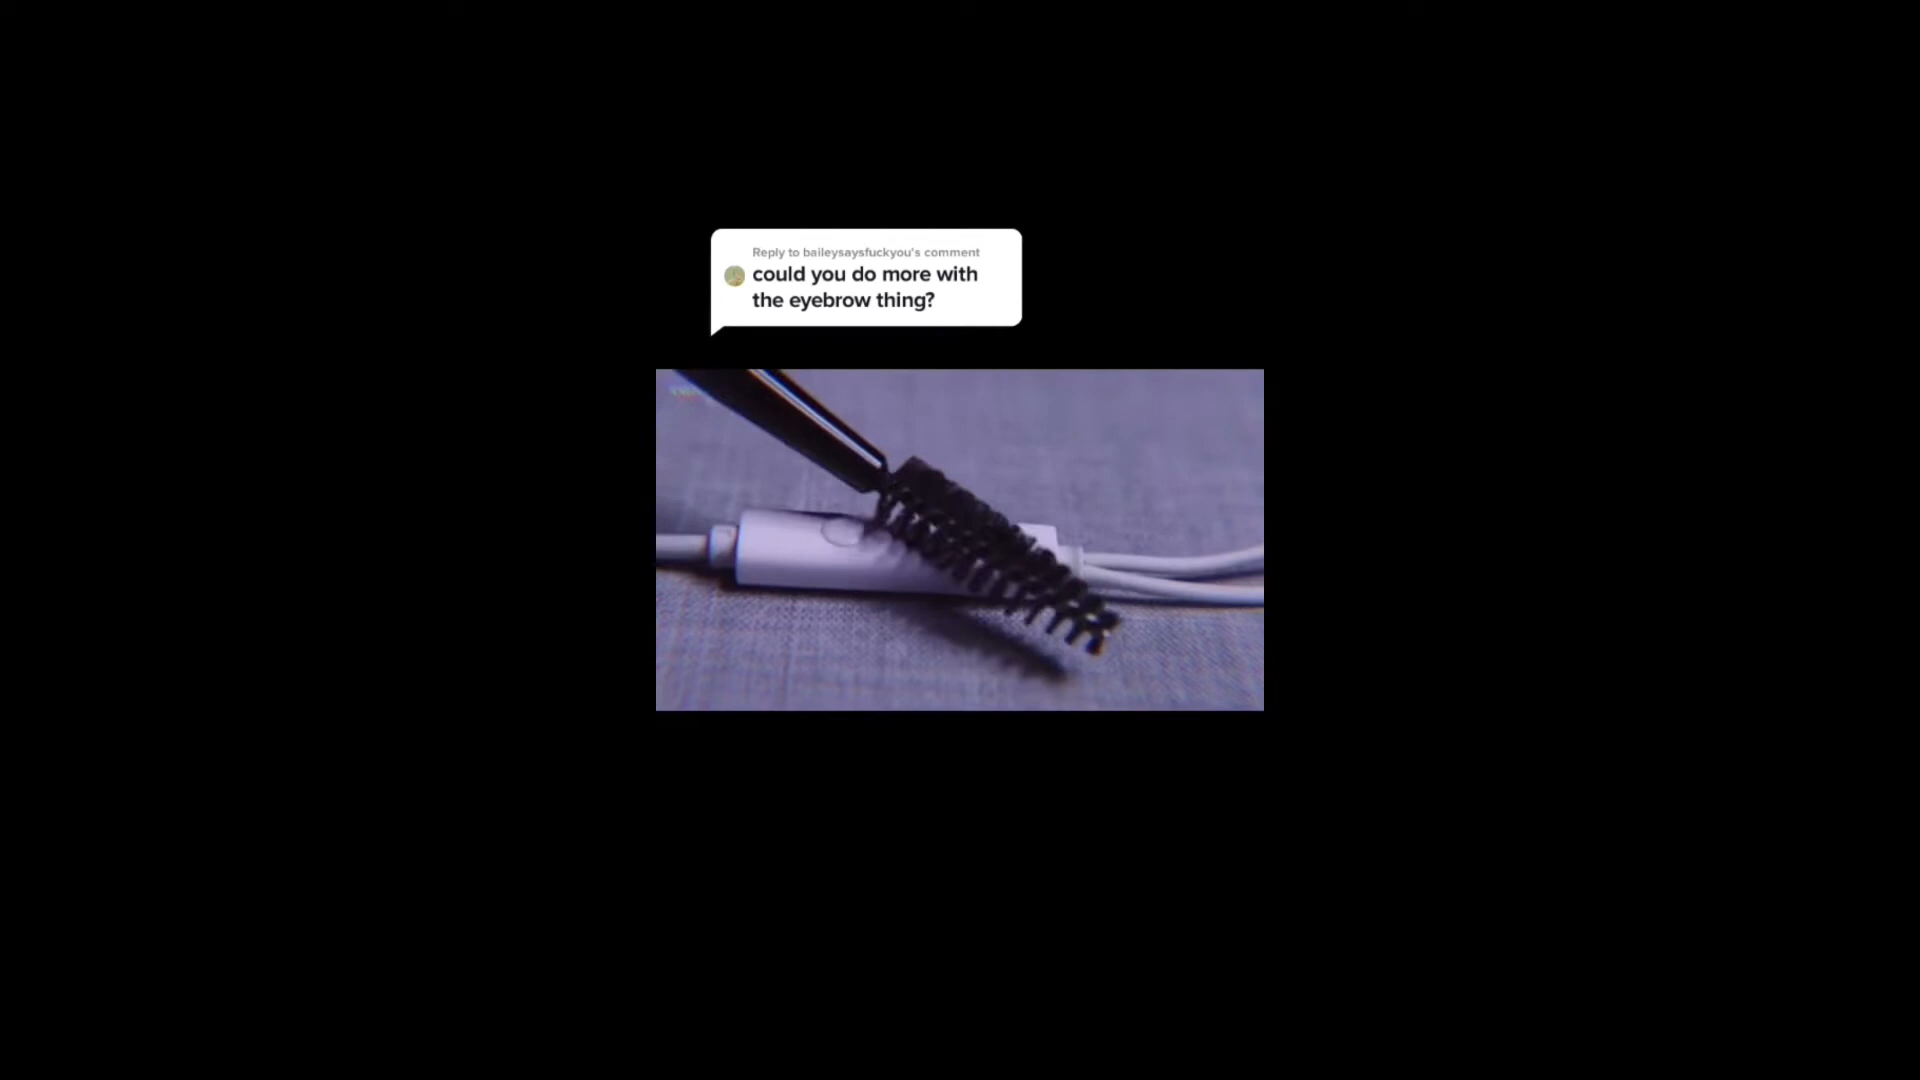 Reply to baileysaysfuckyou's comment
could you do more with
the eyebrow thing?